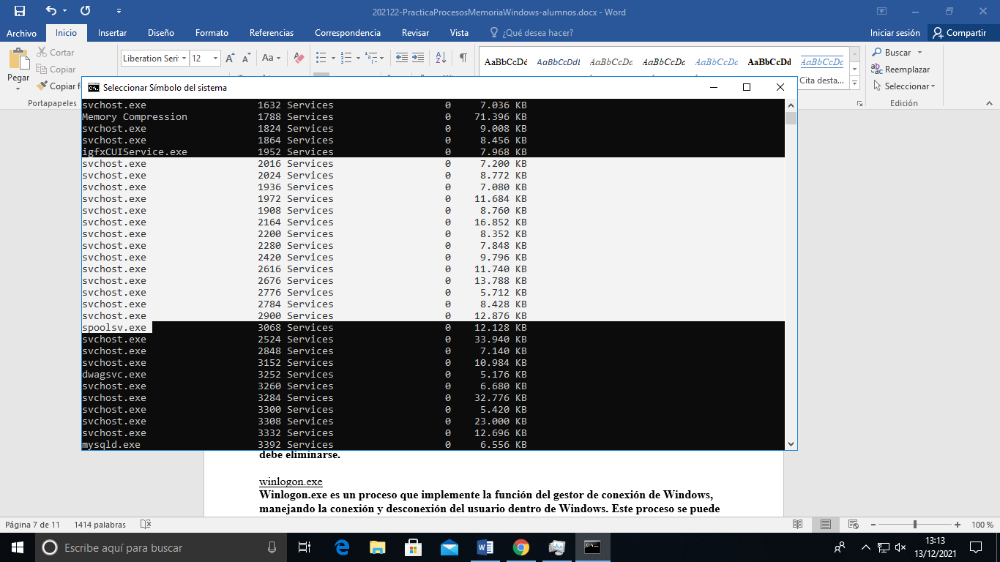 202122-PracticaProcesosMemoriaWindows-alumnos.docx - Word
Archivo Inicio Insertar Diseño Formato Referencias Correspondencia Revisar Vista ¿Qué desea hacer? Iniciar sesión Compartir
Pegar
Cortar
Copiar
Copiar f
Portapapeles
Liberation Seri 12
AaBbCcDc AaBbCcDdE AaBbCcDc AaBbCcDc AaBbCcDc AaBbCcDd AaBbCcDc
Cita desta...
Buscar
Reemplazar
Seleccionar
Edición
Seleccionar Símbolo del sistema
svchost.exe 1632 Services 0 7.036 KB
Memory Compression 1788 Services 0 71.396 KB
svchost.exe 1824 Services 0 9.008 KB
svchost.exe 1864 Services 0 8.456 KB
igfxCUIService.exe 1952 Services 0 7.968 KB
svchost.exe 2016 Services 0 7.200 KB
svchost.exe 2024 Services 0 8.772 KB
svchost.exe 1936 Services 0 7.080 KB
svchost.exe 1972 Services 0 11.684 KB
svchost.exe 1908 Services 0 8.760 KB
svchost.exe 2164 Services 0 16.852 KB
svchost.exe 2200 Services 0 8.352 KB
svchost.exe 2280 Services 0 7.848 KB
svchost.exe 2420 Services 0 9.796 KB
svchost.exe 2616 Services 0 11.740 KB
svchost.exe 2676 Services 0 13.788 KB
svchost.exe 2776 Services 0 5.712 KB
svchost.exe 2784 Services 0 8.428 KB
svchost.exe 2900 Services 0 12.876 KB
spoolsv.exe 3068 Services 0 12.128 KB
svchost.exe 2524 Services 0 33.940 KB
svchost.exe 2848 Services 0 7.140 KB
svchost.exe 3152 Services 0 10.984 KB
dwagsvc.exe 3252 Services 0 5.176 KB
svchost.exe 3260 Services 0 6.680 KB
svchost.exe 3284 Services 0 32.776 KB
svchost.exe 3300 Services 0 5.420 KB
svchost.exe 3308 Services 0 23.000 KB
svchost.exe 3332 Services 0 12.696 KB
mysqld.exe 3392 Services 0 6.556 KB
debe eliminarse.
winlogon.exe
Winlogon.exe es un proceso que implemente la función del gestor de conexión de Windows,
manejando la conexión y desconexión del usuario dentro de Windows. Este proceso se puede
Página 7 de 11 1414 palabras 100 %
Escribe aquí para buscar
13:13
13/12/2021